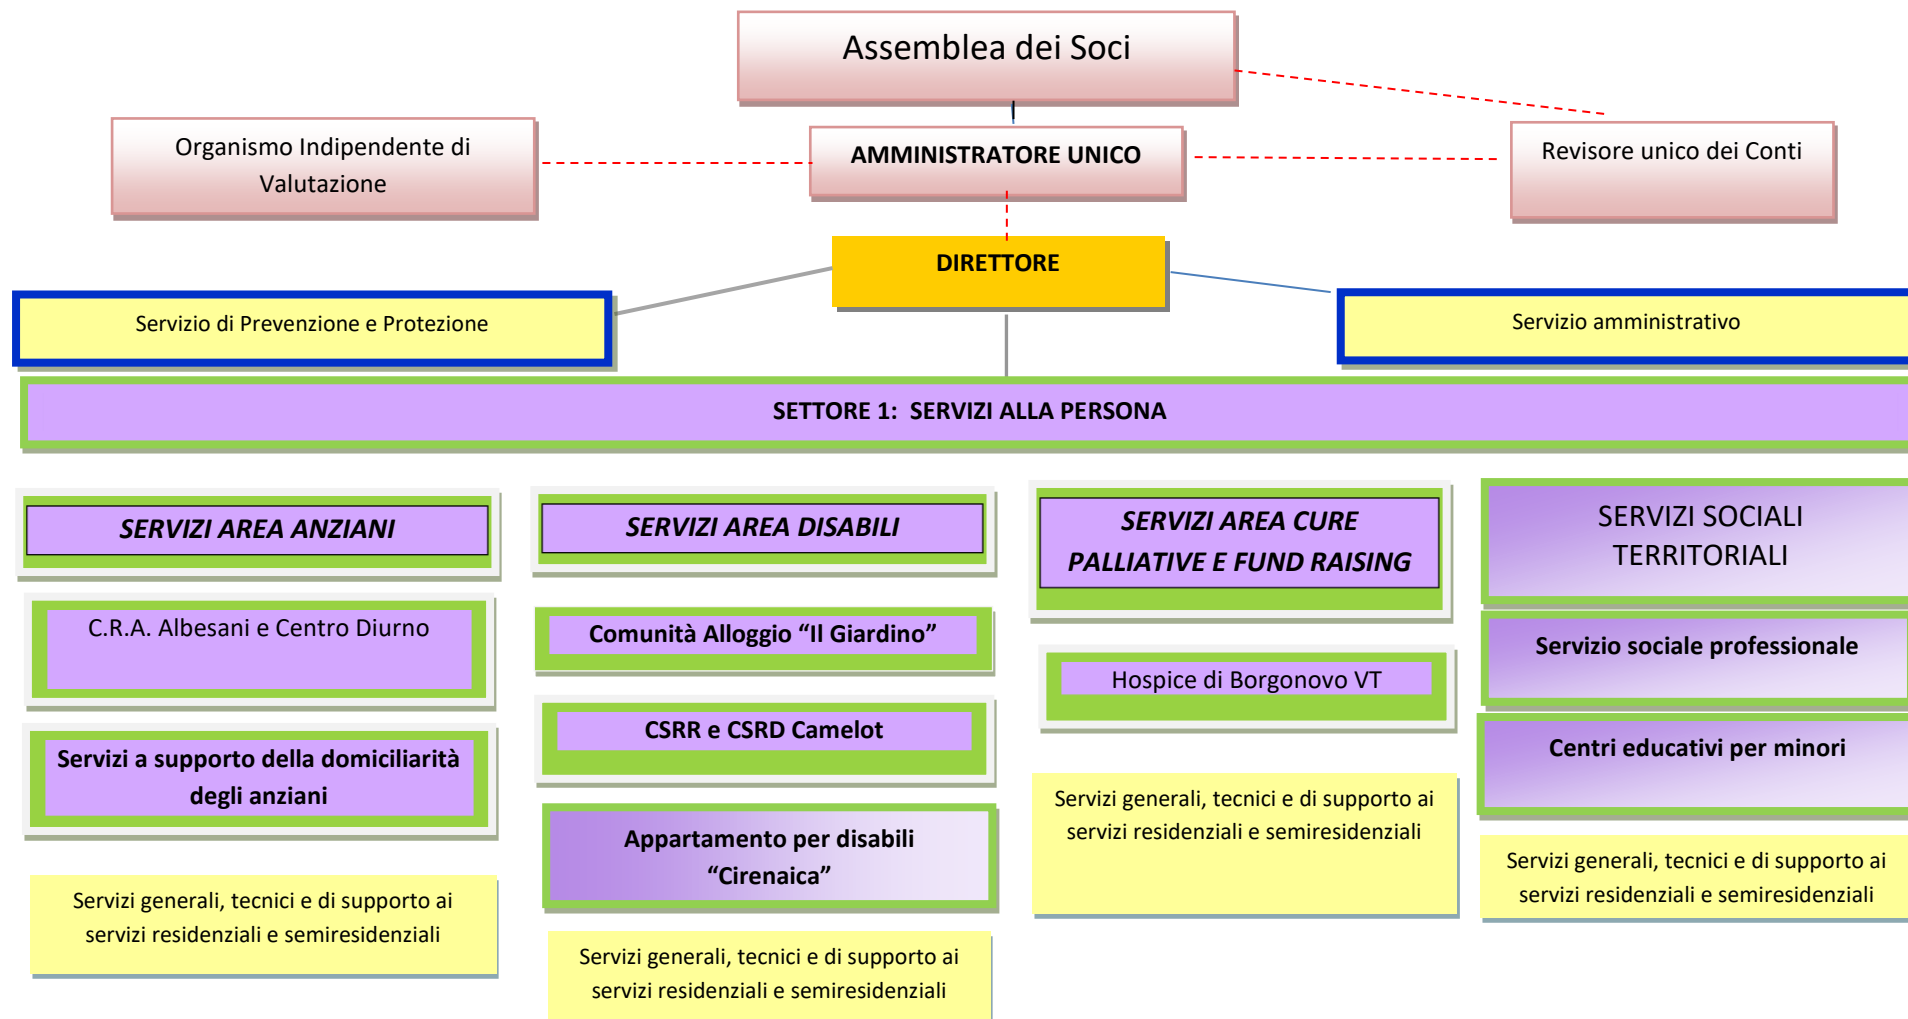 Assemblea dei Soci
Organismo Indipendente di
Valutazione
AMMINISTRATORE UNICO
Revisore unico dei Conti
DIRETTORE
Servizio di Prevenzione e Protezione
Servizio amministrativo
SETTORE 1: SERVIZI ALLA PERSONA
SERVIZI AREA ANZIANI
C.R.A. Albesani e Centro Diurno
Servizi a supporto della domiciliarità
degli anziani
Servizi generali, tecnici e di supporto ai
servizi residenziali e semiresidenziali
SERVIZI AREA DISABILI
Comunità Alloggio “Il Giardino”
CSRR e CSRD Camelot
Appartamento per disabili
“Cirenaica”
Servizi generali, tecnici e di supporto ai
servizi residenziali e semiresidenziali
SERVIZI AREA CURE
PALLIATIVE E FUND RAISING
Hospice di Borgonovo VT
Servizi generali, tecnici e di supporto ai
servizi residenziali e semiresidenziali
SERVIZI SOCIALI
TERRITORIALI
Servizio sociale professionale
Centri educativi per minori
Servizi generali, tecnici e di supporto ai
servizi residenziali e semiresidenziali